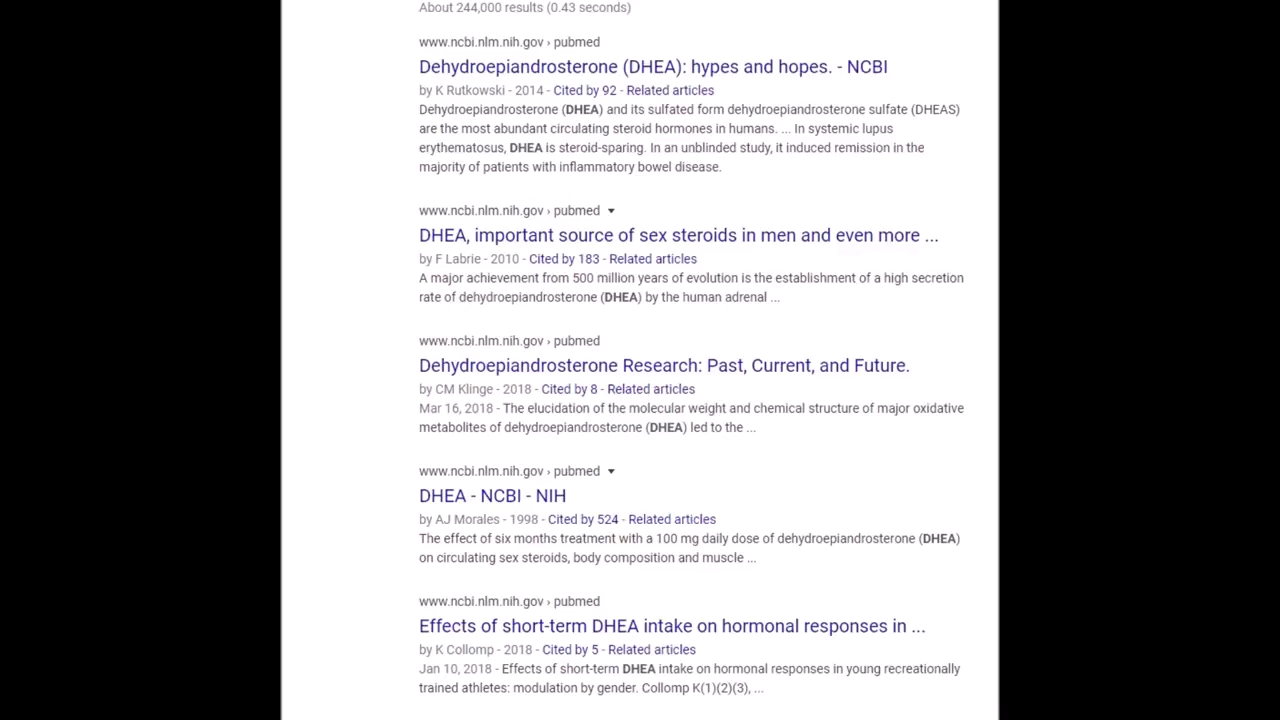 About 244,000 results (0.43 seconds)
www.ncbi.nlm.nih.gov › pubmed
Dehydroepiandrosterone (DHEA): hypes and hopes. - NCBI
by K Rutkowski - 2014 - Cited by 92 - Related articles
Dehydroepiandrosterone (DHEA) and its sulfated form dehydroepiandrosterone sulfate (DHEAS)
are the most abundant circulating steroid hormones in humans. ... In systemic lupus
erythematosus, DHEA is steroid-sparing. In an unblinded study, it induced remission in the
majority of patients with inflammatory bowel disease.
www.ncbi.nlm.nih.gov › pubmed
DHEA, important source of sex steroids in men and even more ...
by F Labrie - 2010 - Cited by 183 - Related articles
A major achievement from 500 million years of evolution is the establishment of a high secretion
rate of dehydroepiandrosterone (DHEA) by the human adrenal ...
www.ncbi.nlm.nih.gov › pubmed
Dehydroepiandrosterone Research: Past, Current, and Future.
by CM Klinge - 2018 - Cited by 8 - Related articles
Mar 16, 2018 - The elucidation of the molecular weight and chemical structure of major oxidative
metabolites of dehydroepiandrosterone (DHEA) led to the ...
www.ncbi.nlm.nih.gov › pubmed
DHEA - NCBI - NIH
by AJ Morales - 1998 - Cited by 524 - Related articles
The effect of six months treatment with a 100 mg daily dose of dehydroepiandrosterone (DHEA)
on circulating sex steroids, body composition and muscle ...
www.ncbi.nlm.nih.gov › pubmed
Effects of short-term DHEA intake on hormonal responses in ...
by K Collomp - 2018 - Cited by 5 - Related articles
Jan 10, 2018 - Effects of short-term DHEA intake on hormonal responses in young recreationally
trained athletes: modulation by gender. Collomp K(1)(2)(3), ...